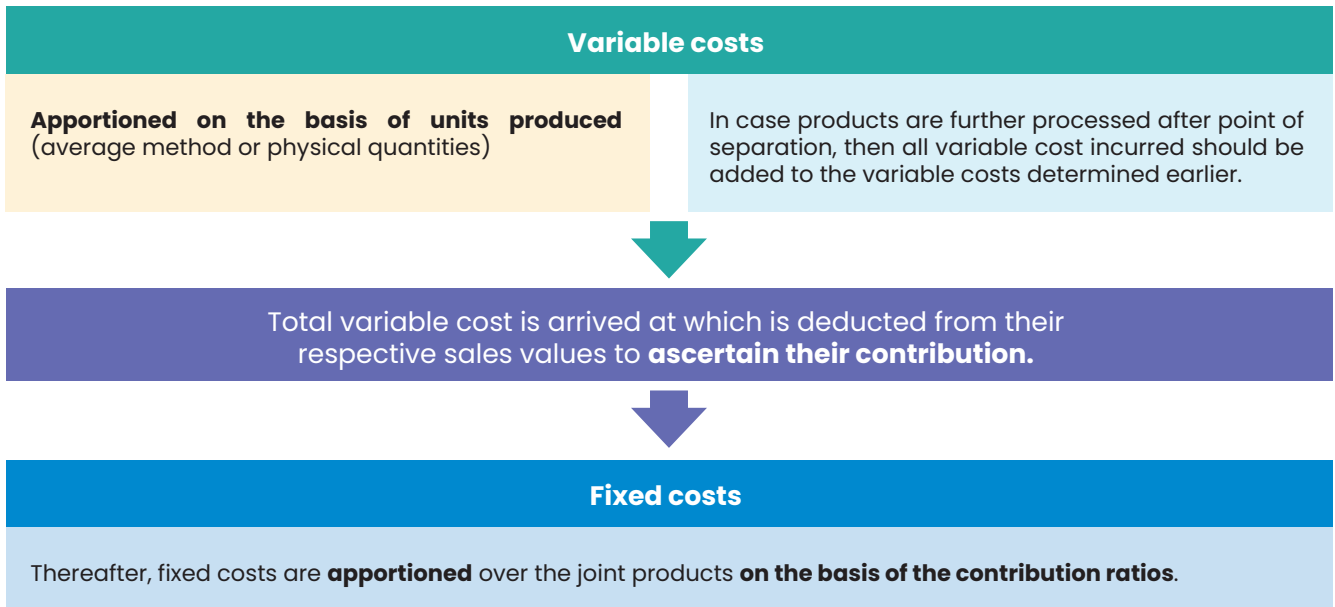 Variable costs
Apportioned on the basis of units produced
(average method or physical quantities)
In case products are further processed after point of
separation, then all variable cost incurred should be
added to the variable costs determined earlier.
Total variable cost is arrived at which is deducted from their
respective sales values to ascertain their contribution.
Fixed costs
Thereafter, fixed costs are apportioned over the joint products on the basis of the contribution ratios.